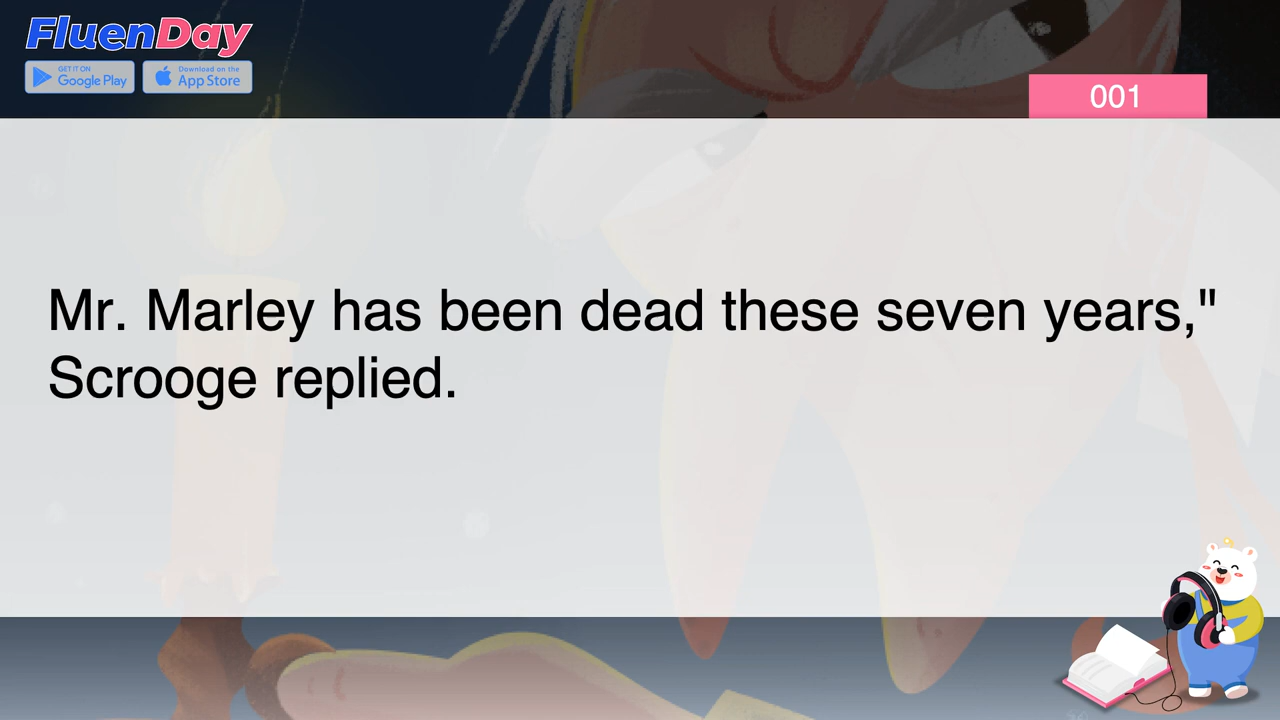 FluenDay
GET IT ON
Google Play
Download on the
App Store
001
Mr. Marley has been dead these seven years,"
Scrooge replied.